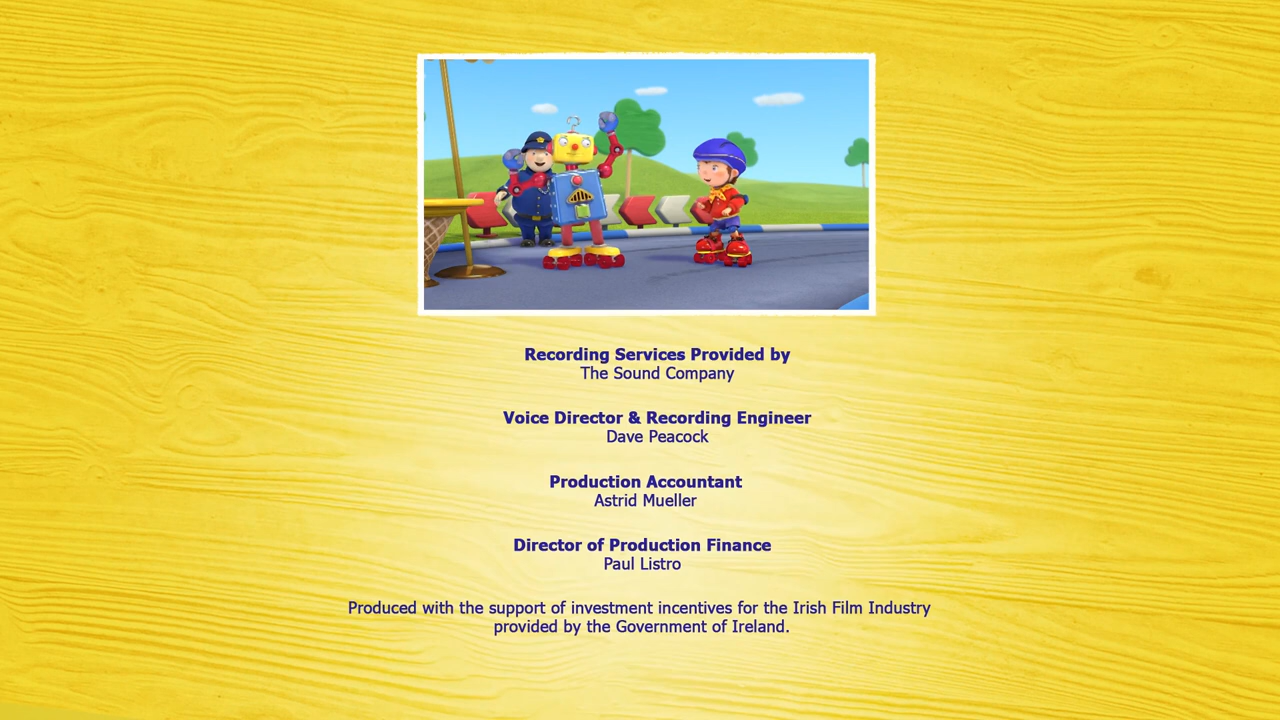 Recording Services Provided by
The Sound Company
Voice Director & Recording Engineer
Dave Peacock
Production Accountant
Astrid Mueller
Director of Production Finance
Paul Listro
Produced with the support of investment incentives for the Irish Film Industry
provided by the Government of Ireland.